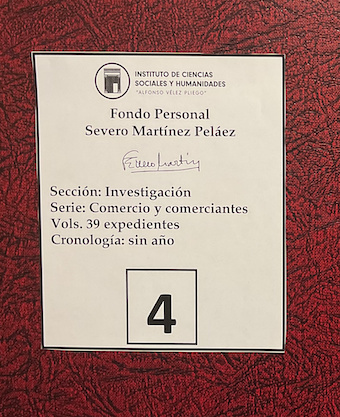 INSTITUTO DE CIENCIAS
SOCIALES Y HUMANIDADES
"ALFONSO VÉLEZ PLIEGO"
Fondo Personal
Severo Martínez Peláez
Sección: Investigación
Serie: Comercio y comerciantes
Vols. 39 expedientes
Cronología: sin año
4